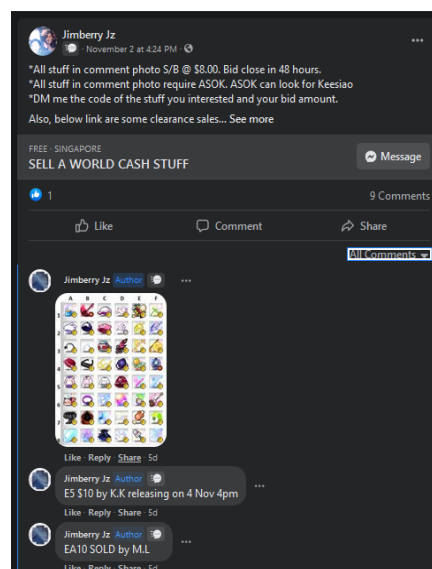 Jimberry Jz
· November 2 at 4:24 PM ·
*All stuff in comment photo S/B @ $8.00. Bid close in 48 hours.
*All stuff in comment photo require ASOK. ASOK can look for Keesiao
*DM me the code of the stuff you interested and your bid amount.
Also, below link are some clearance sales... See more
FREE · SINGAPORE
SELL A WORLD CASH STUFF
Message
1
9 Comments
Like Comment Share
All Comments
Jimberry Jz Author
A B C D E F
1
2
3
4
5
6
7
Like · Reply · Share · 5d
Jimberry Jz Author
E5 $10 by K.K releasing on 4 Nov 4pm
Like · Reply · Share · 5d
Jimberry Jz Author
EA10 SOLD by M.L
Like · Reply · Share · 5d